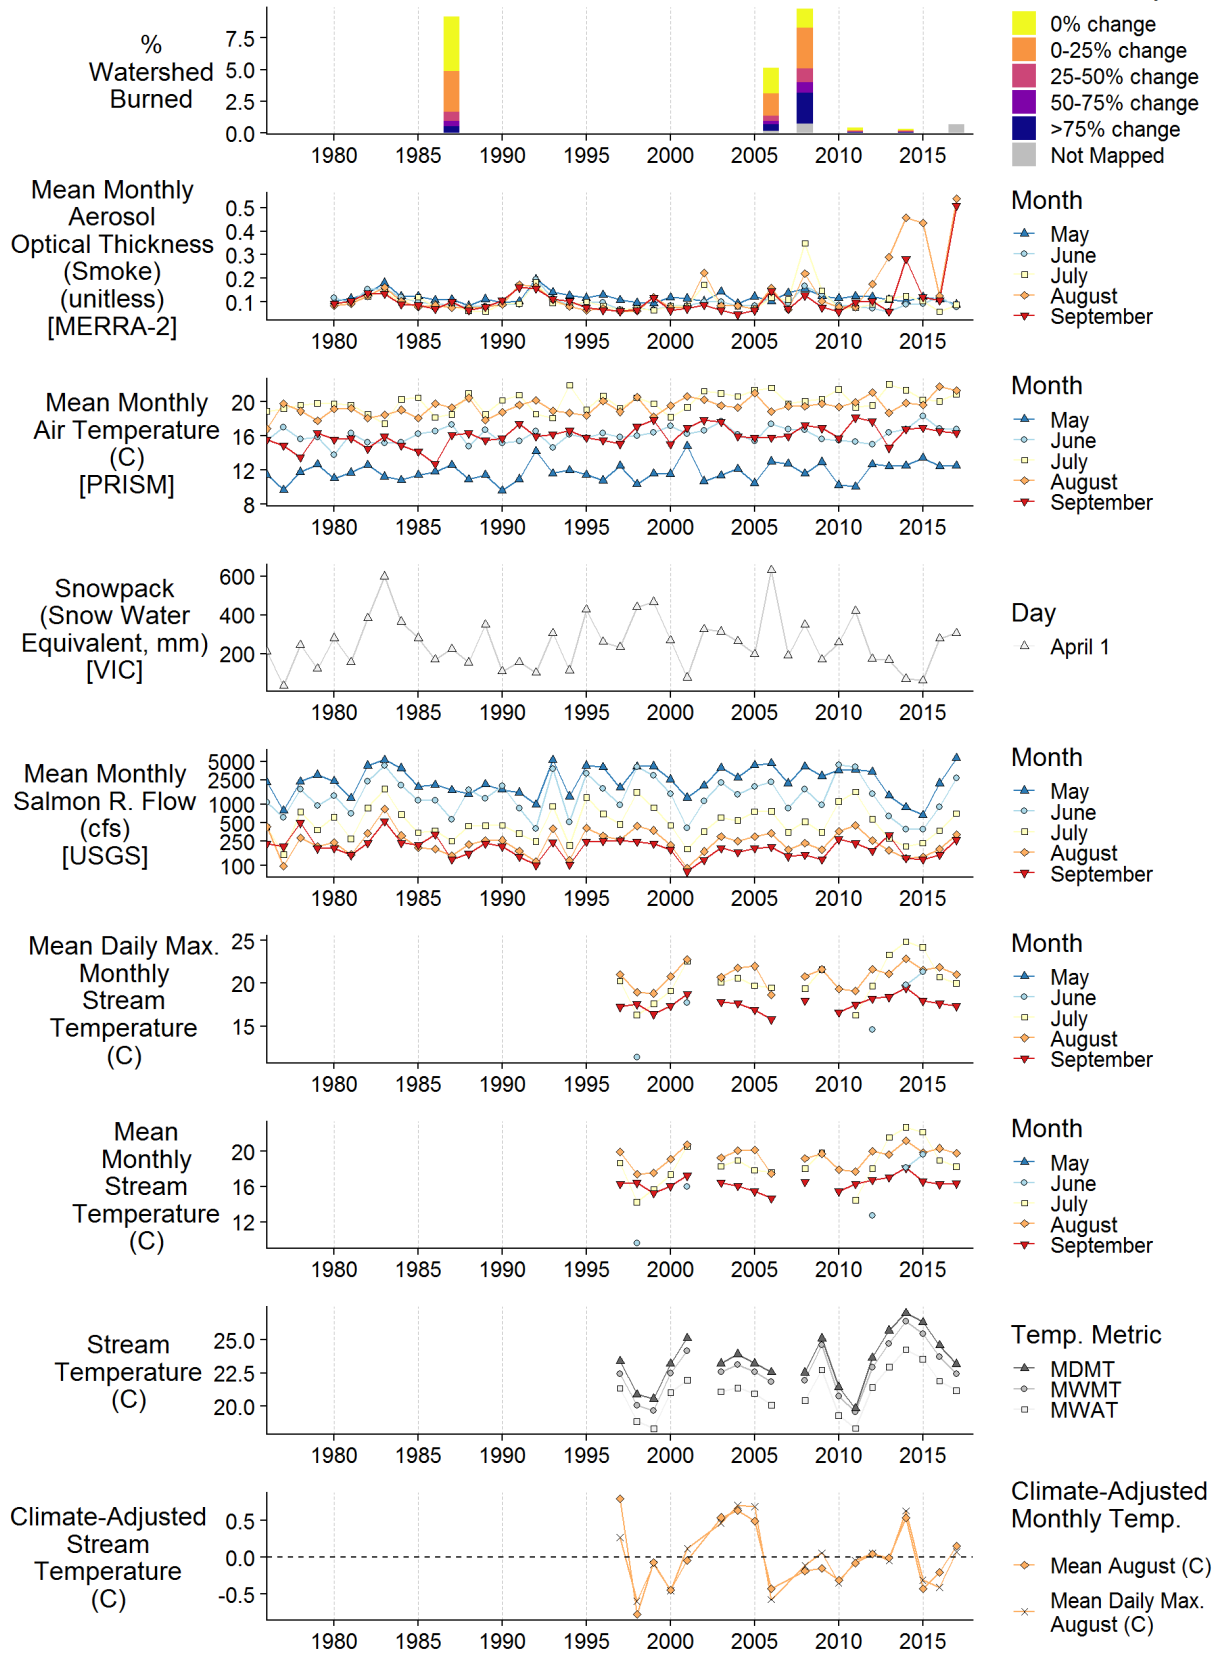 %
Watershed
Burned
7.5
5.0
2.5
0.0
1980 1985 1990 1995 2000 2005 2010 2015
0% change
0-25% change
25-50% change
50-75% change
>75% change
Not Mapped
Mean Monthly
Aerosol
Optical Thickness
(Smoke)
(unitless)
[MERRA-2]
0.5
0.4
0.3
0.2
0.1
1980 1985 1990 1995 2000 2005 2010 2015
Month
May
June
July
August
September
Mean Monthly
Air Temperature
(C)
[PRISM]
20
16
12
8
1980 1985 1990 1995 2000 2005 2010 2015
Month
May
June
July
August
September
Snowpack
(Snow Water
Equivalent, mm)
[VIC]
600
400
200
1980 1985 1990 1995 2000 2005 2010 2015
Day
April 1
Mean Monthly
Salmon R. Flow
(cfs)
[USGS]
5000
2500
1000
500
250
100
1980 1985 1990 1995 2000 2005 2010 2015
Month
May
June
July
August
September
Mean Daily Max.
Monthly
Stream
Temperature
(C)
25
20
15
1980 1985 1990 1995 2000 2005 2010 2015
Month
May
June
July
August
September
Mean
Monthly
Stream
Temperature
(C)
20
16
12
1980 1985 1990 1995 2000 2005 2010 2015
Month
May
June
July
August
September
Stream
Temperature
(C)
25.0
22.5
20.0
1980 1985 1990 1995 2000 2005 2010 2015
Temp. Metric
MDMT
MWMT
MWAT
Climate-Adjusted
Stream
Temperature
(C)
0.5
0.0
-0.5
1980 1985 1990 1995 2000 2005 2010 2015
Climate-Adjusted
Monthly Temp.
Mean August (C)
Mean Daily Max.
August (C)